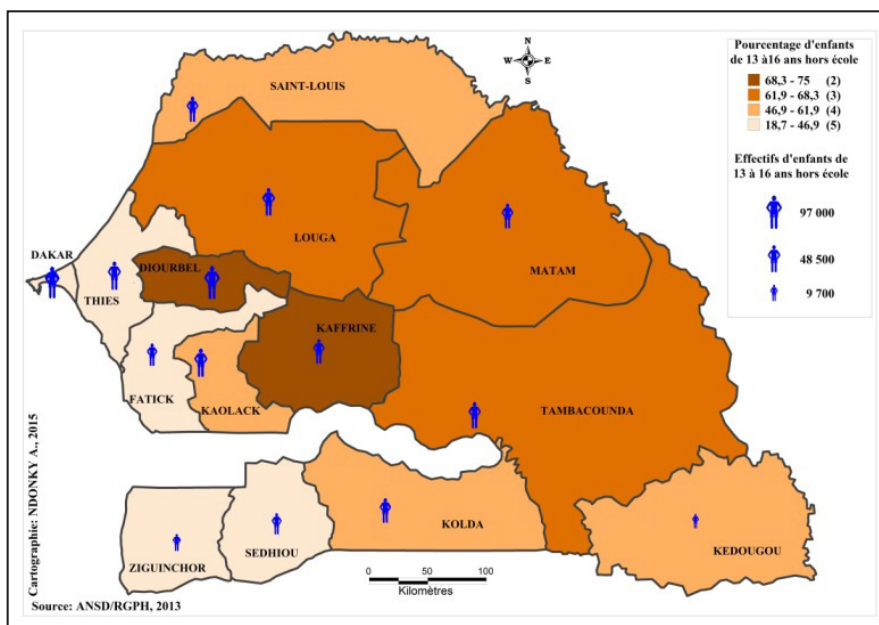 N
W E
S
Pourcentage d'enfants
de 13 à16 ans hors école
68,3 - 75 (2)
61,9 - 68,3 (3)
46,9 - 61,9 (4)
18,7 - 46,9 (5)
Effectifs d'enfants de
13 à 16 ans hors école
97 000
48 500
9 700
SAINT-LOUIS
LOUGA
MATAM
DAKAR
DIOURBEL
THIES
KAFFRINE
FATICK
KAOLACK
TAMBACOUNDA
ZIGUINCHOR
SEDHIOU
KOLDA
KEDOUGOU
0 50 100
Kilomètres
Cartographie: NDONKY A., 2015
Source: ANSD/RGPH, 2013